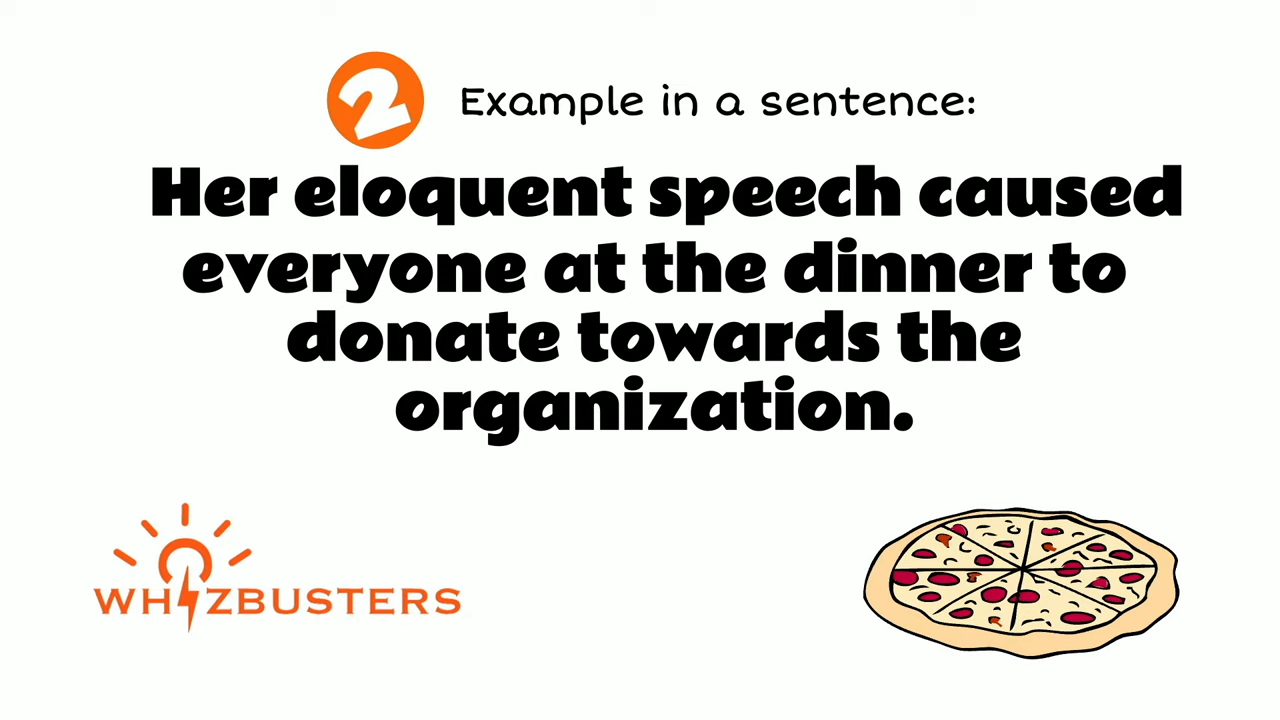 2 Example in a sentence:
Her eloquent speech caused
everyone at the dinner to
donate towards the
organization.
WHIZBUSTERS